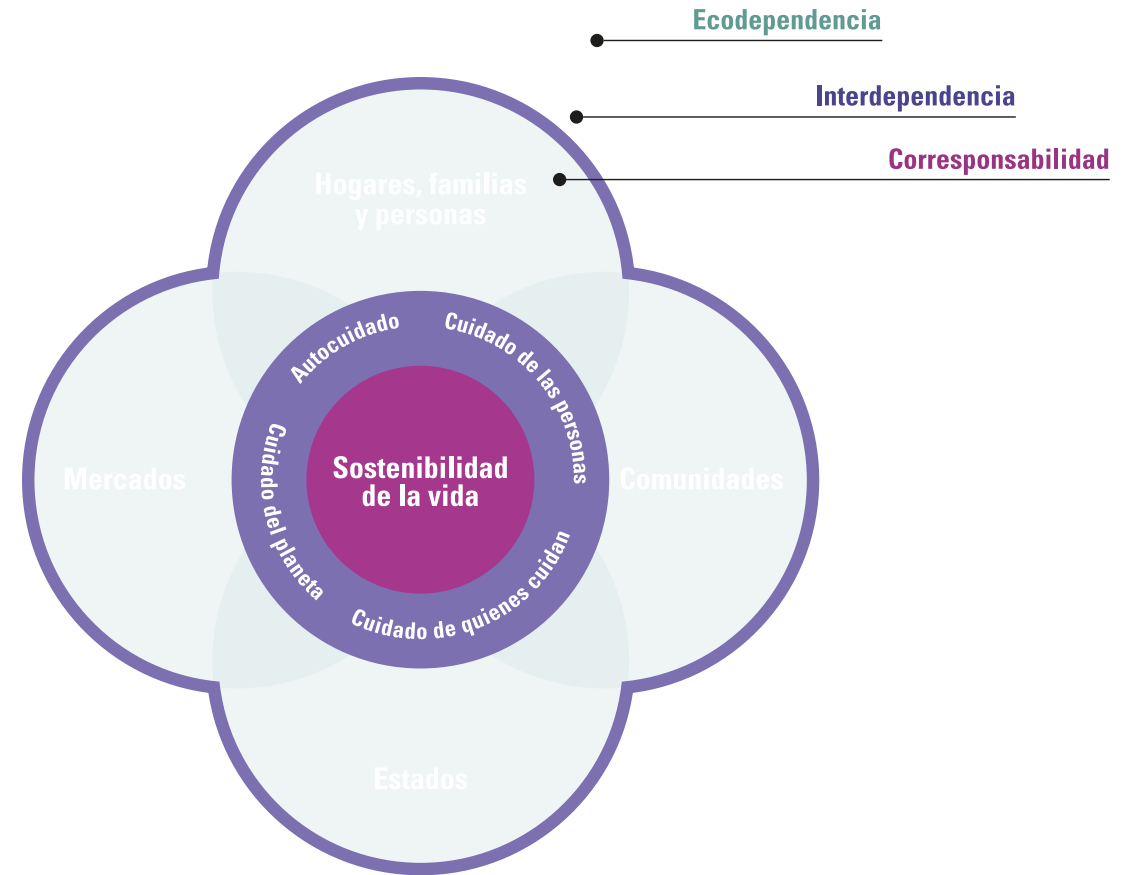 Ecodependencia
Interdependencia
Corresponsabilidad
Hogares, familias
y personas
Autocuidado
Cuidado de las personas
Mercados
Cuidado del planeta
Sostenibilidad
de la vida
Comunidades
Cuidado de quienes cuidan
Estados